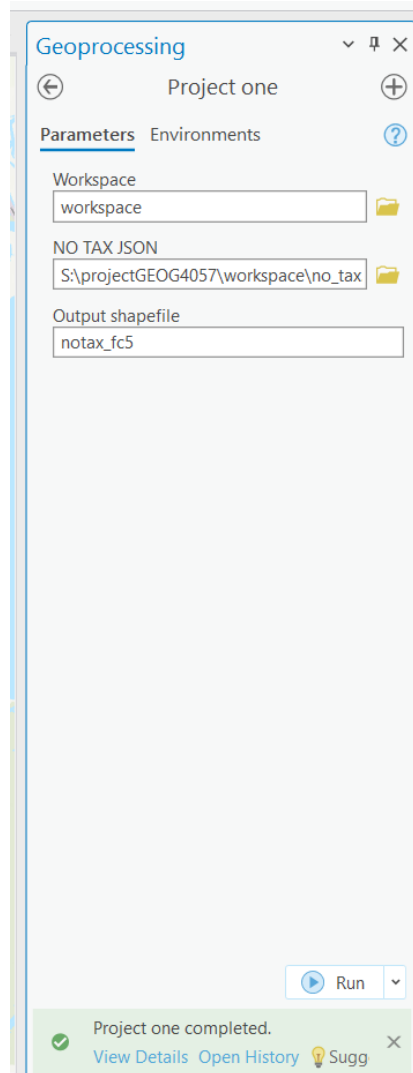 Geoprocessing
Project one
Parameters Environments
Workspace
workspace
NO TAX JSON
S:\projectGEOG4057\workspace\no_tax
Output shapefile
notax_fc5
Run
Project one completed.
View Details Open History Sugg